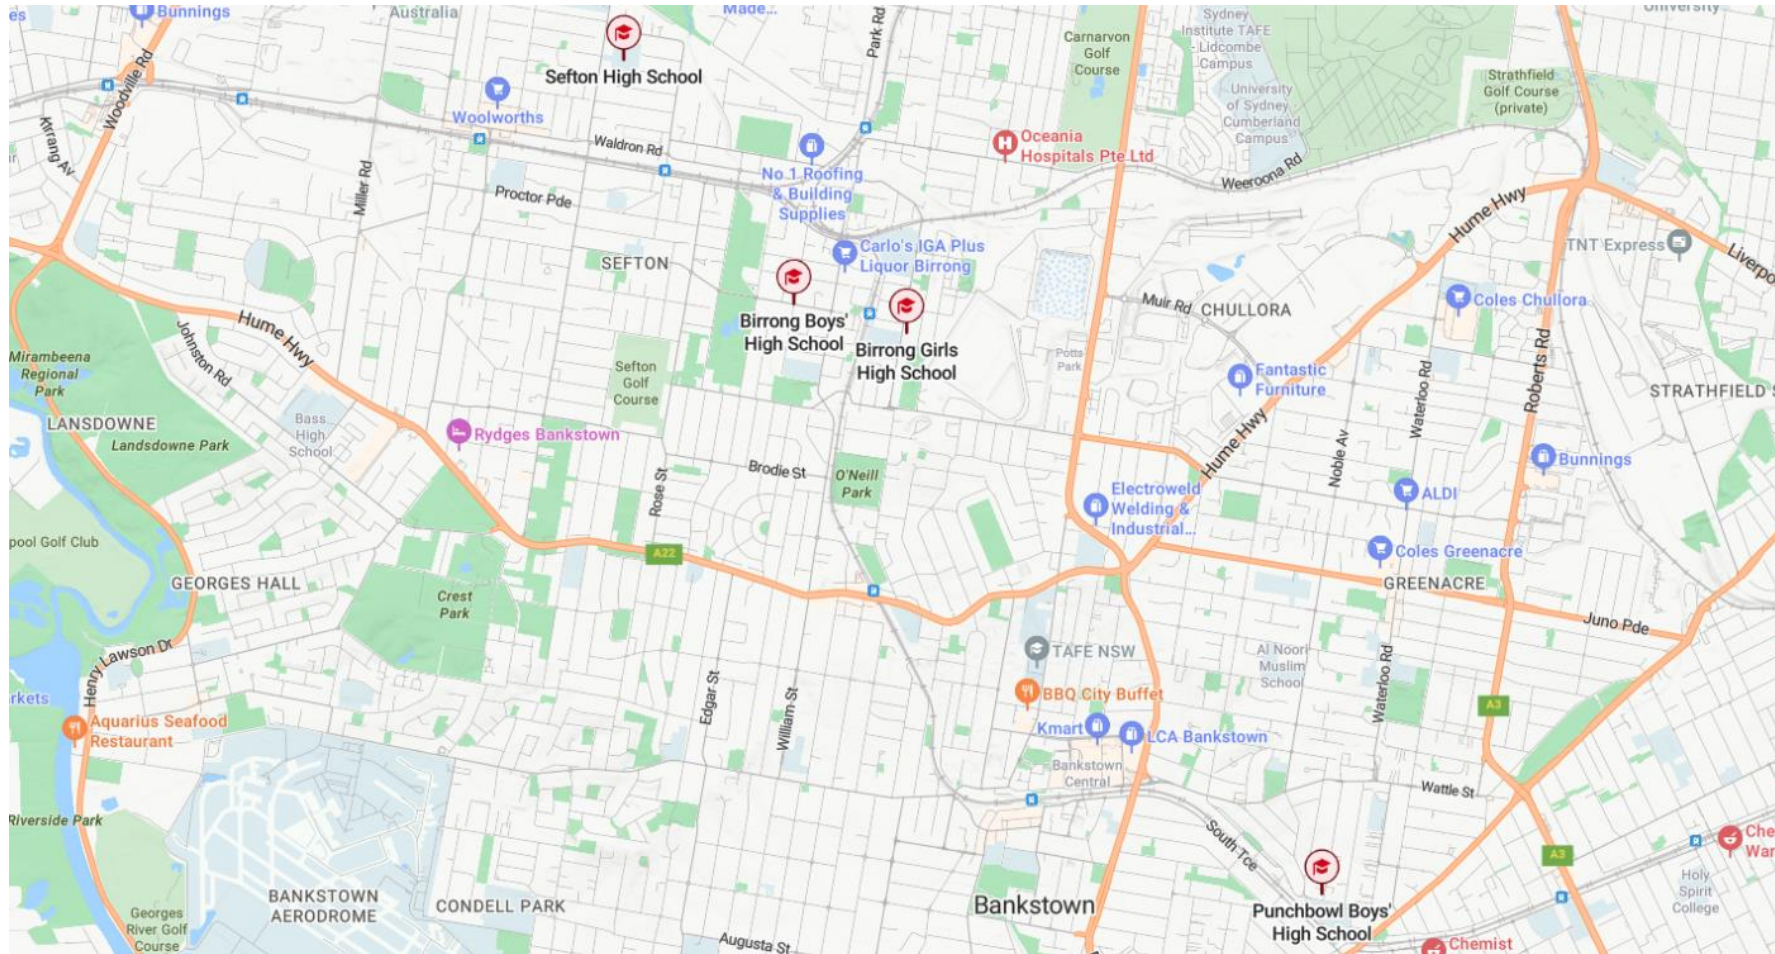 es
Bunnings
Australia
Made...
Park Rd
Sydney
Institute TAFE
- Lidcombe
Campus
University
Carnarvon
Golf
Course
Sefton High School
Woodville Rd
Woolworths
Strathfield
Golf Course
(private)
University
of Sydney
Cumberland
Campus
Waldron Rd
Oceania
Hospitals Pte Ltd
No 1 Roofing
& Building
Supplies
Weeroona Rd
Miller Rd
Proctor Pde
Hume Hwy
TNT Express
Liverpo
Carlo's IGA Plus
Liquor Birrong
SEFTON
Muir Rd
CHULLORA
Coles Chullora
Birrong Boys'
High School
Birrong Girls
High School
Hume Hwy
Johnston Rd
Mirambeena
Regional
Park
Sefton
Golf
Course
Potts
Park
Fantastic
Furniture
Waterloo Rd
Roberts Rd
STRATHFIELD S
LANSDOWNE
Landsdowne Park
Bass
High
School
Rydges Bankstown
Brodie St
O'Neill
Park
Rose St
Hume Hwy
Noble Av
Bunnings
ALDI
Electroweld
Welding &
Industrial...
pool Golf Club
A22
Coles Greenacre
GREENACRE
GEORGES HALL
Crest
Park
Juno Pde
Henry Lawson Dr
TAFE NSW
Al Noori
Muslim
School
Waterloo Rd
rkets
Aquarius Seafood
Restaurant
Edgar St
William St
BBQ City Buffet
A3
Kmart
LCA Bankstown
Bankstown
Central
Wattle St
Riverside Park
South Tce
A3
Che
War
BANKSTOWN
AERODROME
CONDELL PARK
Georges
River Golf
Course
Bankstown
Punchbowl Boys'
High School
Holy
Spirit
College
Augusta St
Chemist